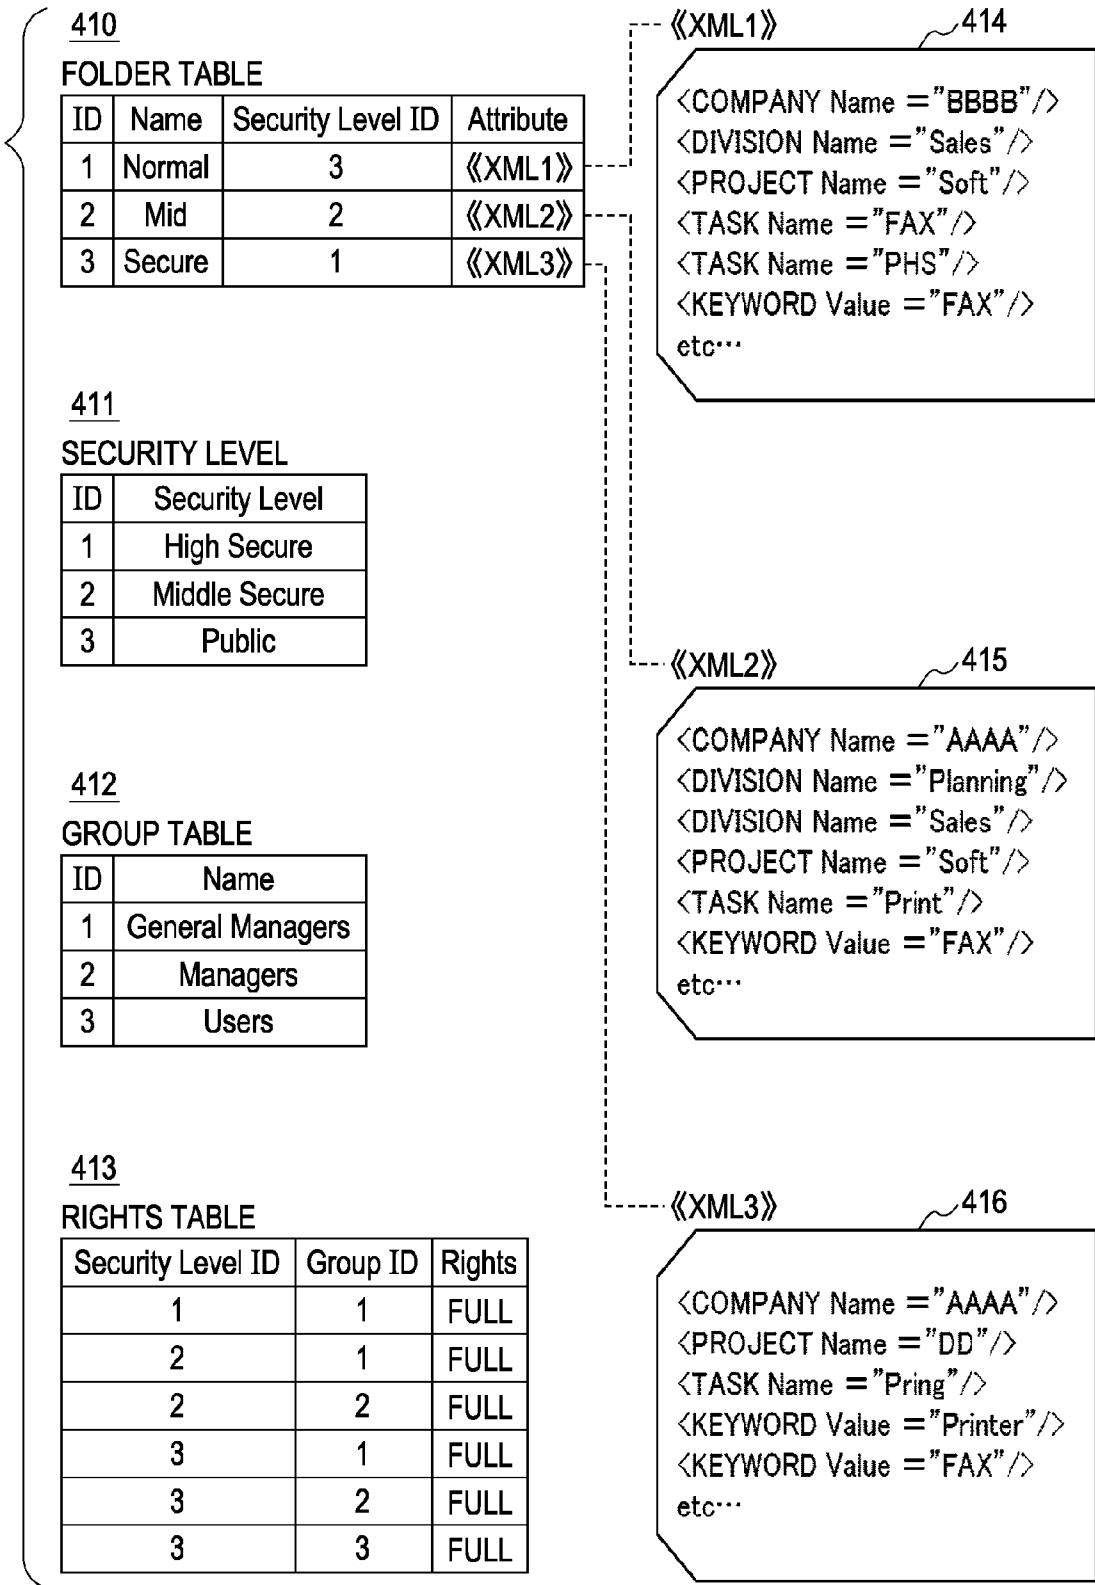 410
FOLDER TABLE
ID Name Security Level ID Attribute
1 Normal 3 《XML1》
2 Mid 2 《XML2》
3 Secure 1 《XML3》
411
SECURITY LEVEL
ID Security Level
1 High Secure
2 Middle Secure
3 Public
412
GROUP TABLE
ID Name
1 General Managers
2 Managers
3 Users
413
RIGHTS TABLE
Security Level ID Group ID Rights
1 1 FULL
2 1 FULL
2 2 FULL
3 1 FULL
3 2 FULL
3 3 FULL
《XML1》 414
<COMPANY Name ="BBBB"/>
<DIVISION Name ="Sales"/>
<PROJECT Name ="Soft"/>
<TASK Name ="FAX"/>
<TASK Name ="PHS"/>
<KEYWORD Value ="FAX"/>
etc…
《XML2》 415
<COMPANY Name ="AAAA"/>
<DIVISION Name ="Planning"/>
<DIVISION Name ="Sales"/>
<PROJECT Name ="Soft"/>
<TASK Name ="Print"/>
<KEYWORD Value ="FAX"/>
etc…
《XML3》 416
<COMPANY Name ="AAAA"/>
<PROJECT Name ="DD"/>
<TASK Name ="Pring"/>
<KEYWORD Value ="Printer"/>
<KEYWORD Value ="FAX"/>
etc…